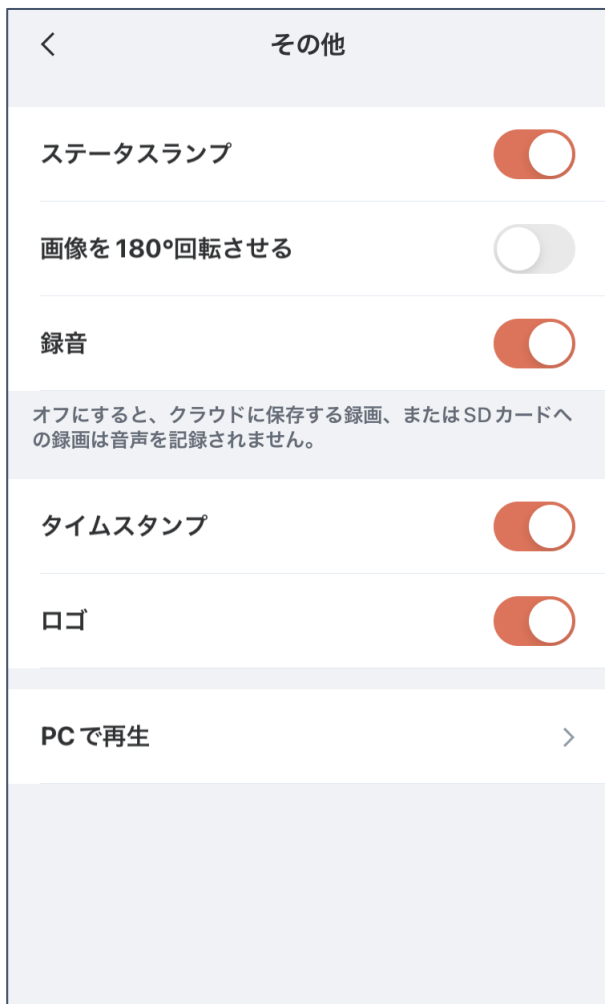 その他
ステータスランプ
画像を180°回転させる
録音
オフにすると、クラウドに保存する録画、またはSDカードへ
の録画は音声を記録されません。
タイムスタンプ
ロゴ
PCで再生